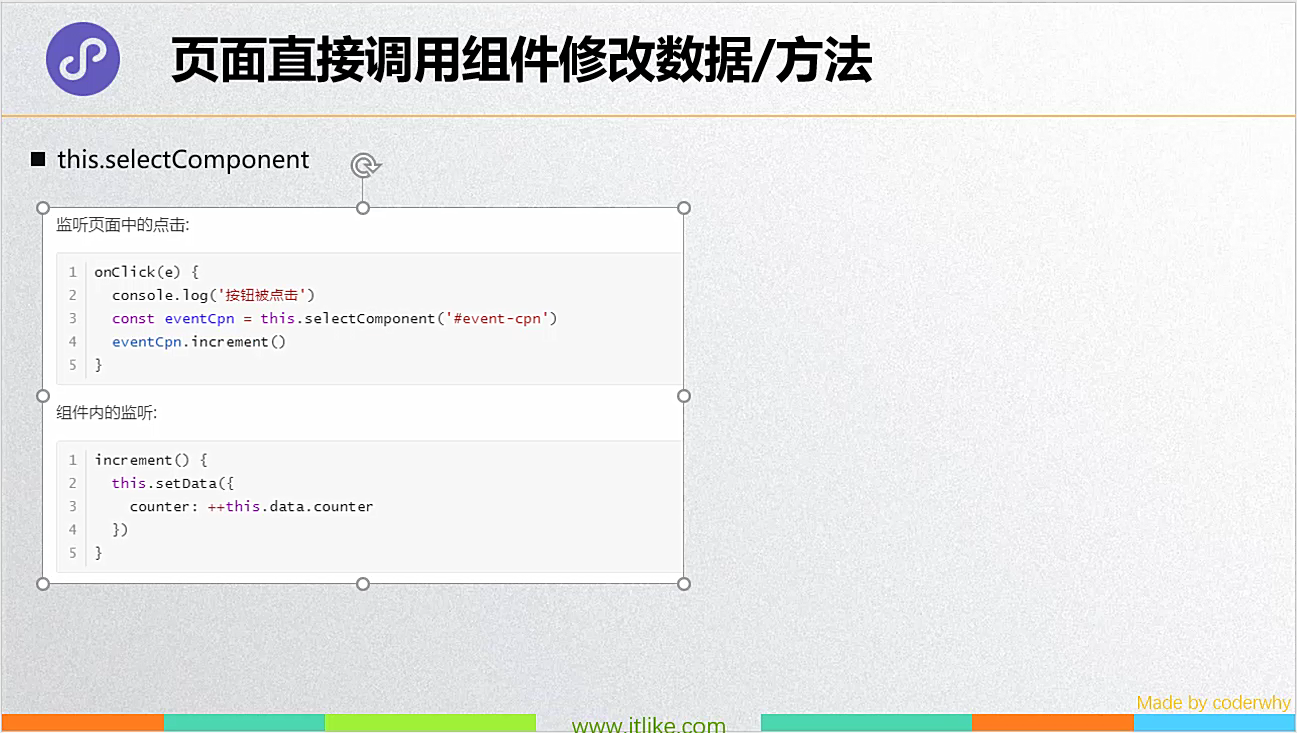 页面直接调用组件修改数据/方法
this.selectComponent
监听页面中的点击:
1 onClick(e) {
2 console.log('按钮被点击')
3 const eventCpn = this.selectComponent('#event-cpn')
4 eventCpn.increment()
5 }
组件内的监听:
1 increment() {
2 this.setData({
3 counter: ++this.data.counter
4 })
5 }
Made by coderwhy
www.itlike.com